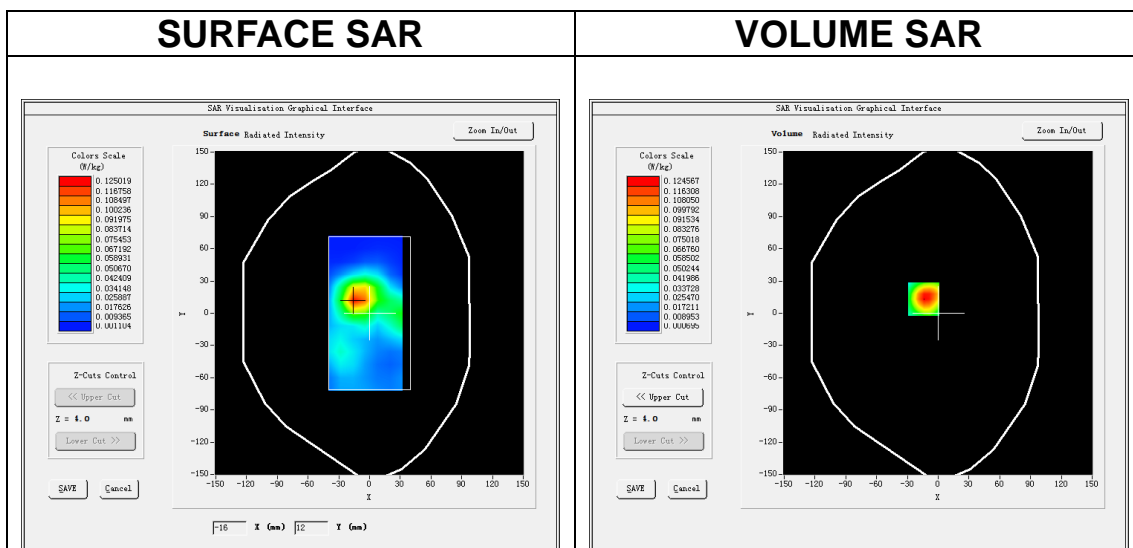 SURFACE SAR
VOLUME SAR
SAR Visualisation Graphical Interface
Surface Radiated Intensity
Zoom In/Out
Colors Scale
(W/kg)
0.125019
0.116758
0.108497
0.100236
0.091975
0.083714
0.075453
0.067192
0.058931
0.050670
0.042409
0.034148
0.025887
0.017626
0.009365
0.001104
Z-Cuts Control
<< Upper Cut
Z = 4.0 mm
Lower Cut >>
SAVE Cancel
150
120
90
60
30
0
-30
-60
-90
-120
-150
Y
-150 -120 -90 -60 -30 0 30 60 90 120 150
X
-16 X (mm) 12 Y (mm)
SAR Visualisation Graphical Interface
Volume Radiated Intensity
Zoom In/Out
Colors Scale
(W/kg)
0.124567
0.116308
0.108050
0.099792
0.091534
0.083276
0.075018
0.066760
0.058502
0.050244
0.041986
0.033728
0.025470
0.017211
0.008953
0.000695
Z-Cuts Control
<< Upper Cut
Z = 4.0 mm
Lower Cut >>
SAVE Cancel
150
120
90
60
30
0
-30
-60
-90
-120
-150
Y
-150 -120 -90 -60 -30 0 30 60 90 120 150
X